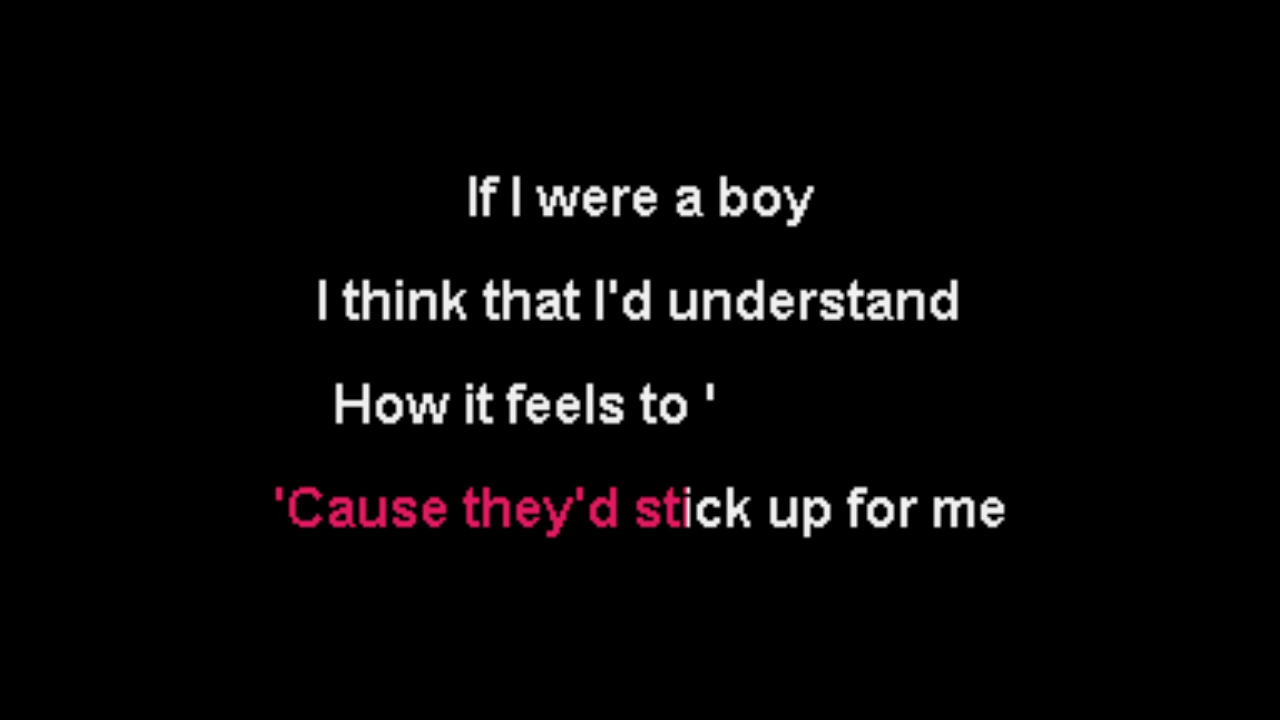 If I were a boy
I think that I'd understand
How it feels to '
'Cause they'd stick up for me